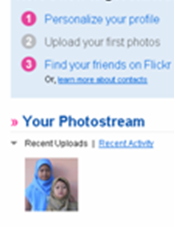 1 Personalize your profile
2 Upload your first photos
3 Find your friends on Flickr
Or, learn more about contacts
» Your Photostream
Recent Uploads | Recent Activity